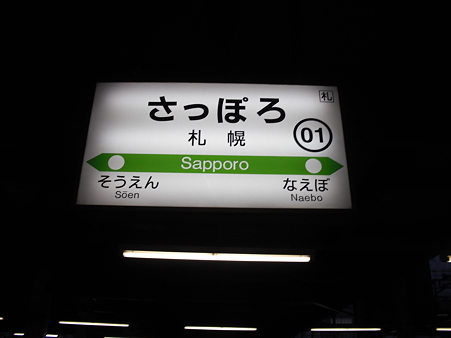 札
さっぽろ
札幌
01
Sapporo
そうえん
なえぼ
Sōen
Naebo